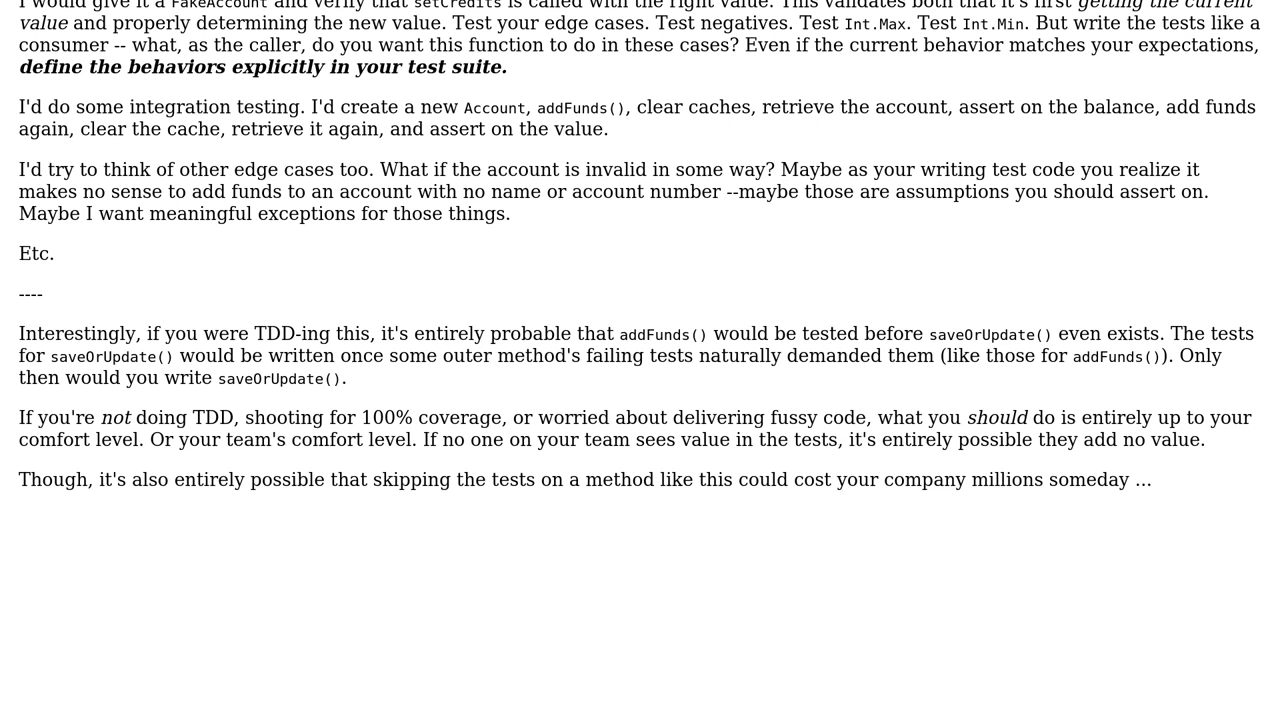 I would give it a FakeAccount and verify that setCredits is called with the right value. This validates both that it's first getting the current
value and properly determining the new value. Test your edge cases. Test negatives. Test Int.Max. Test Int.Min. But write the tests like a
consumer -- what, as the caller, do you want this function to do in these cases? Even if the current behavior matches your expectations,
define the behaviors explicitly in your test suite.
I'd do some integration testing. I'd create a new Account, addFunds(), clear caches, retrieve the account, assert on the balance, add funds
again, clear the cache, retrieve it again, and assert on the value.
I'd try to think of other edge cases too. What if the account is invalid in some way? Maybe as your writing test code you realize it
makes no sense to add funds to an account with no name or account number --maybe those are assumptions you should assert on.
Maybe I want meaningful exceptions for those things.
Etc.
----
Interestingly, if you were TDD-ing this, it's entirely probable that addFunds() would be tested before saveOrUpdate() even exists. The tests
for saveOrUpdate() would be written once some outer method's failing tests naturally demanded them (like those for addFunds()). Only
then would you write saveOrUpdate().
If you're not doing TDD, shooting for 100% coverage, or worried about delivering fussy code, what you should do is entirely up to your
comfort level. Or your team's comfort level. If no one on your team sees value in the tests, it's entirely possible they add no value.
Though, it's also entirely possible that skipping the tests on a method like this could cost your company millions someday ...